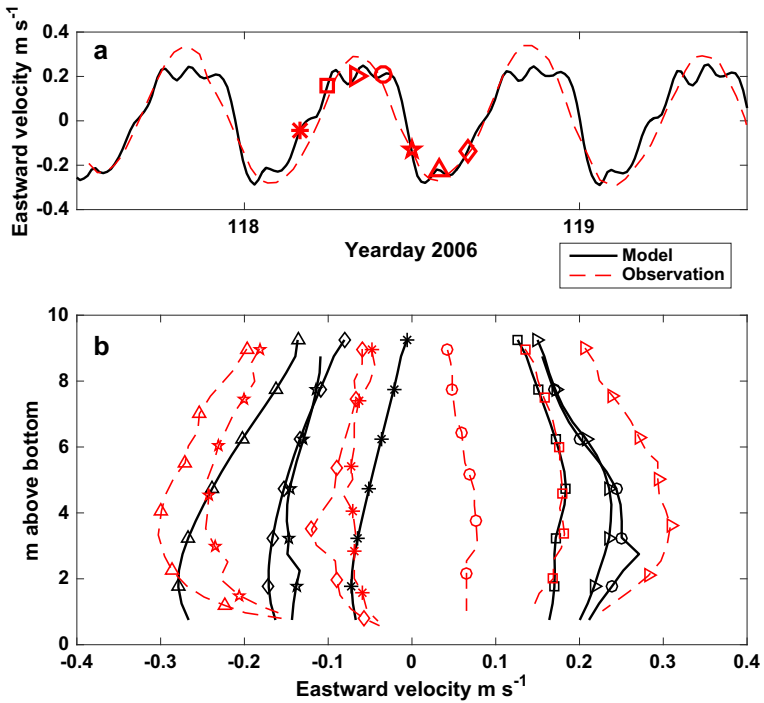 a
Eastward velocity m s-1
0.4
0.2
0
-0.2
-0.4
118
119
Yearday 2006
Model
Observation
b
m above bottom
10
8
6
4
2
0
-0.4
-0.3
-0.2
-0.1
0
0.1
0.2
0.3
0.4
Eastward velocity m s-1